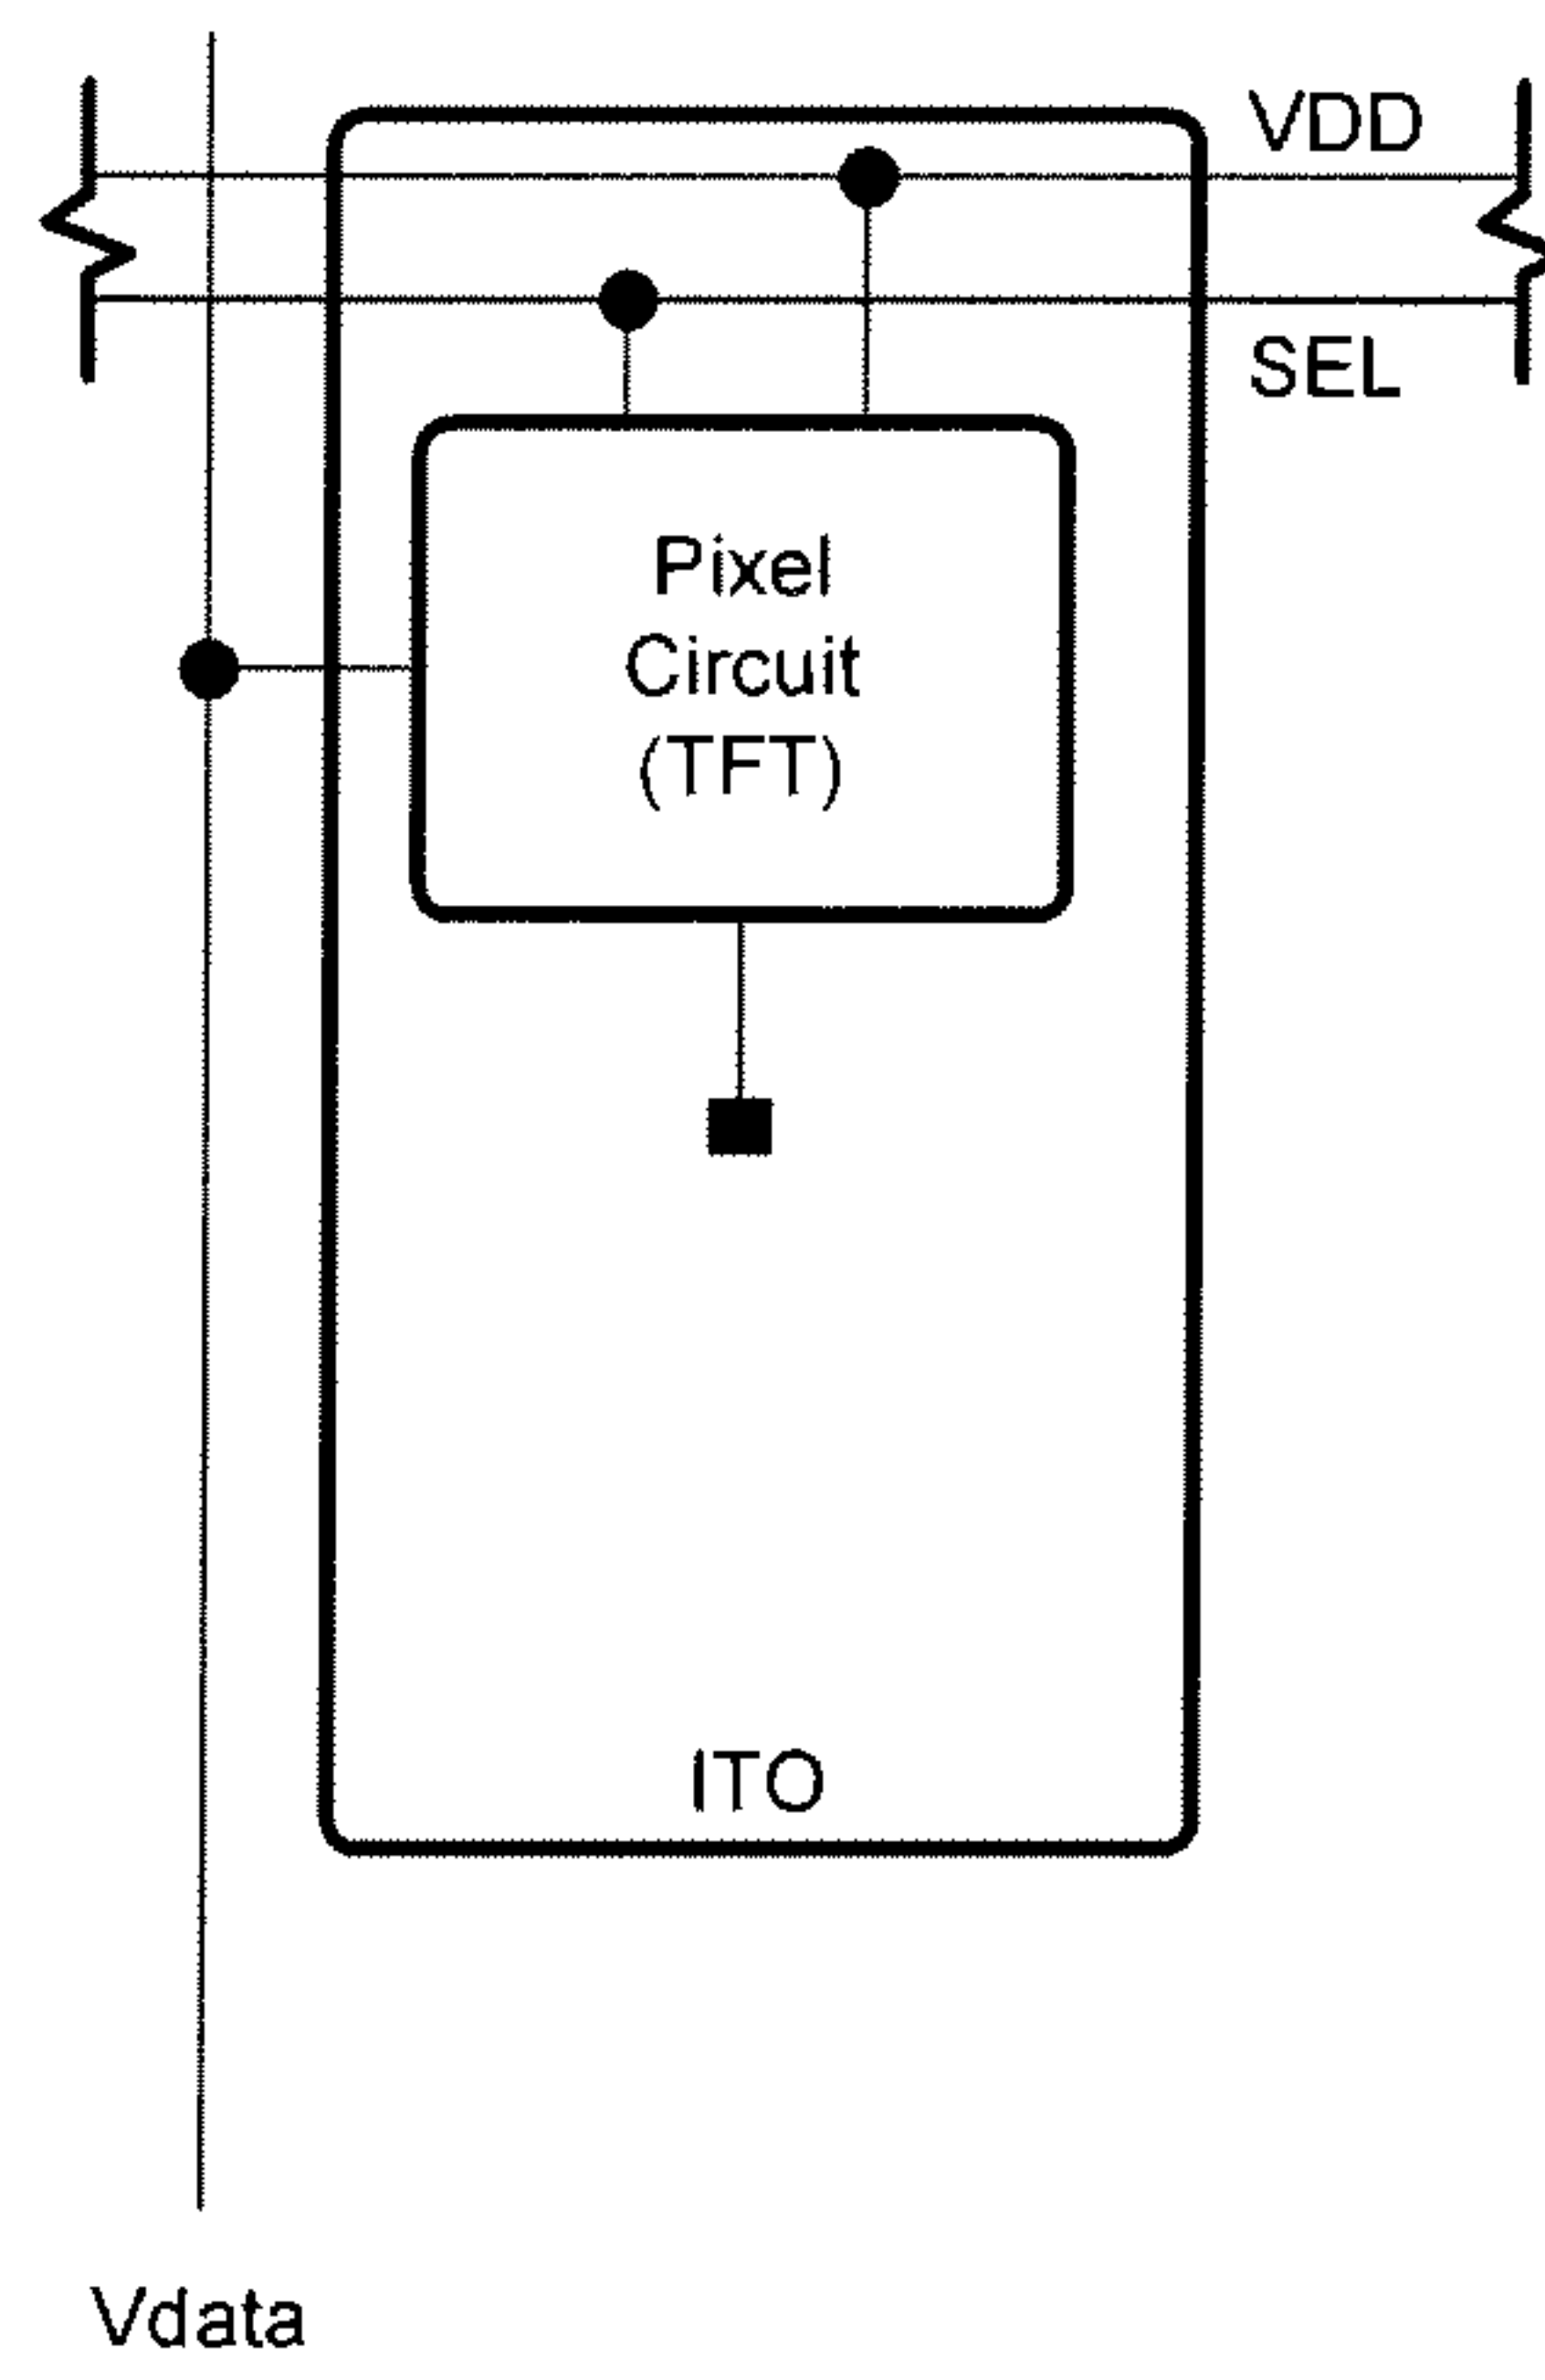 VDD
SEL
Pixel
Circuit
(TFT)
ITO
Vdata